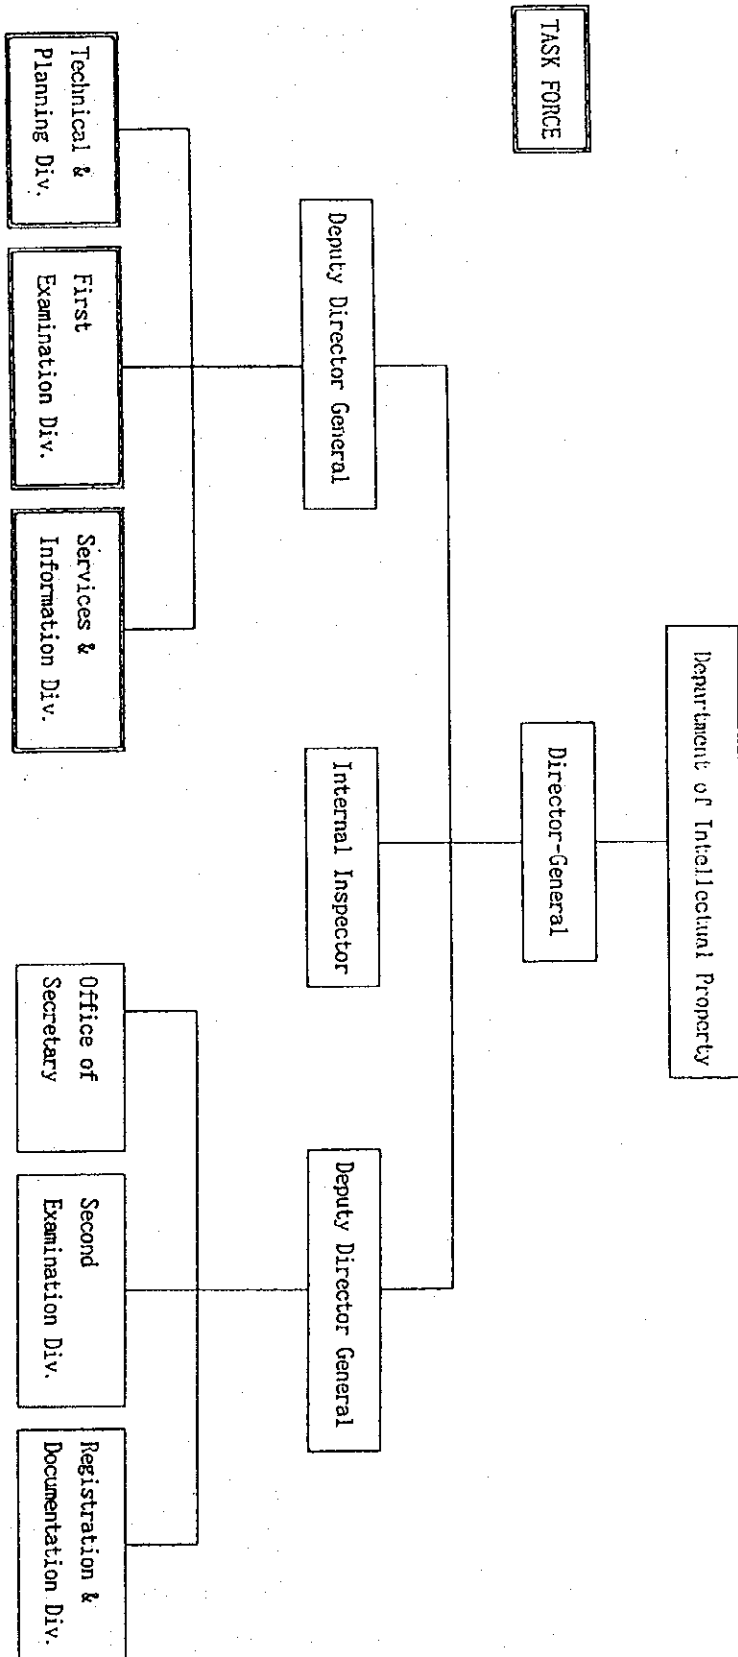 Department of Intellectual Property
TASK FORCE
Director-General
Deputy Director General
Internal Inspector
Deputy Director General
Technical &
Planning Div.
First
Examination Div.
Services &
Information Div.
Office of
Secretary
Second
Examination Div.
Registration &
Documentation Div.